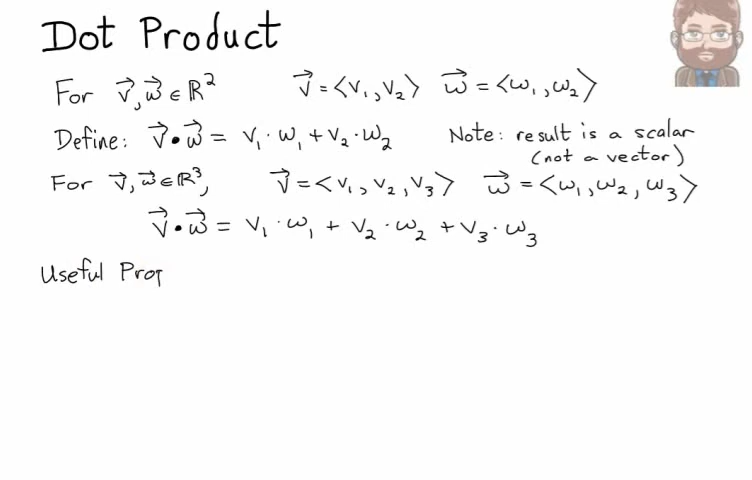 Dot Product
For v⃗, w⃗ ∈ ℝ² v⃗ = ⟨v₁, v₂⟩ w⃗ = ⟨w₁, w₂⟩
Define: v⃗ • w⃗ = v₁ · w₁ + v₂ · w₂ Note: result is a scalar
(not a vector)
For v⃗, w⃗ ∈ ℝ³, v⃗ = ⟨v₁, v₂, v₃⟩ w⃗ = ⟨w₁, w₂, w₃⟩
v⃗ • w⃗ = v₁ · w₁ + v₂ · w₂ + v₃ · w₃
Useful Prop